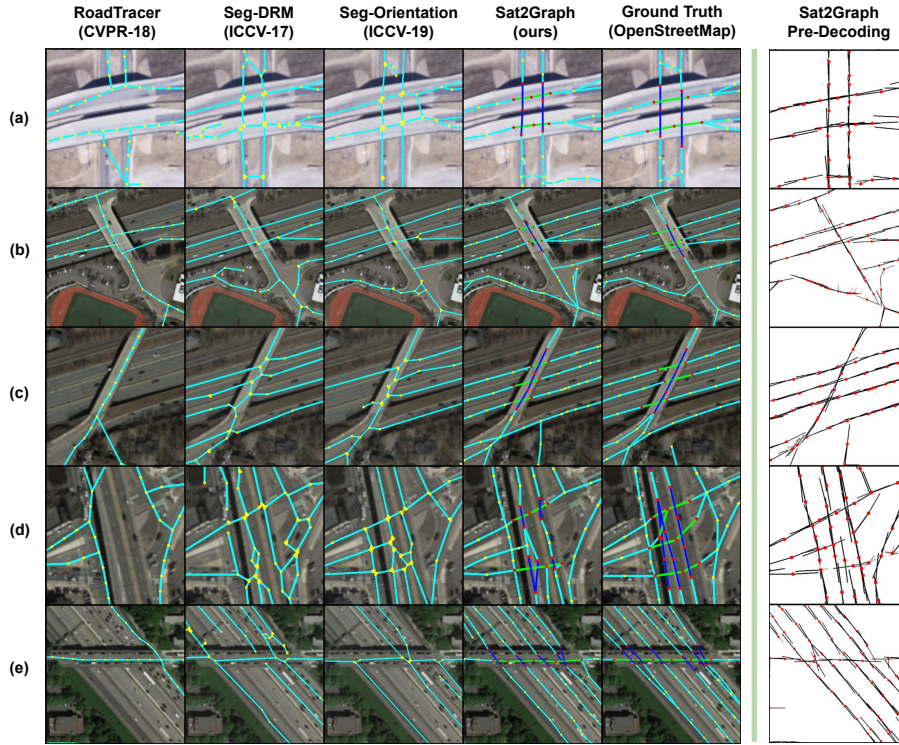 RoadTracer
(CVPR-18)
Seg-DRM
(ICCV-17)
Seg-Orientation
(ICCV-19)
Sat2Graph
(ours)
Ground Truth
(OpenStreetMap)
Sat2Graph
Pre-Decoding
(a)
(b)
(c)
(d)
(e)